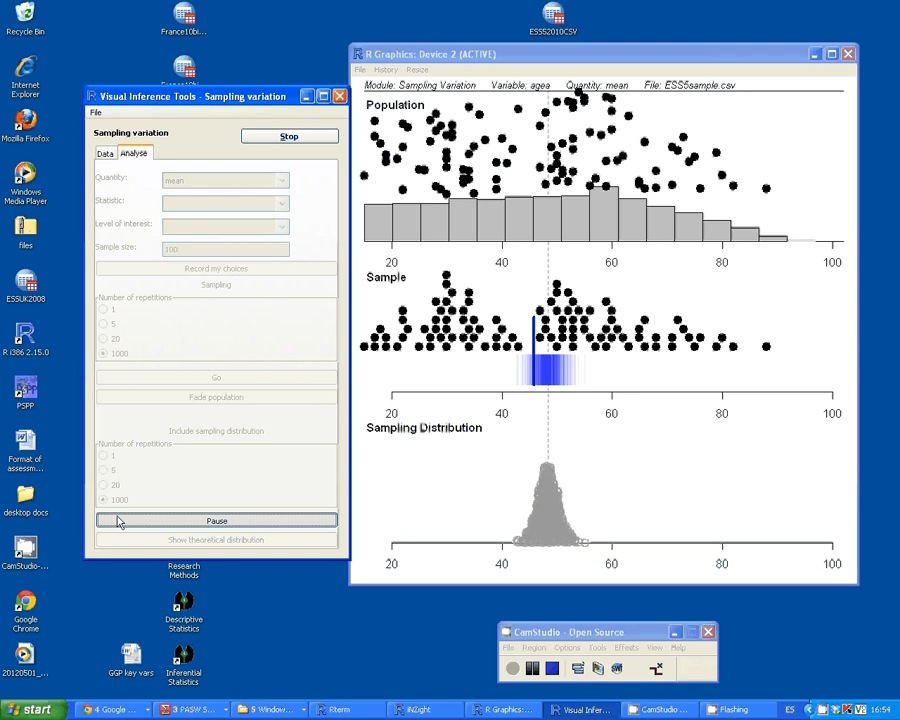 Recycle Bin
France10bi...
ESS52010CSV
Internet
Explorer
Mozilla Firefox
Windows
Media Player
files
ESSUK2008
R i386 2.15.0
PSPP
Format of
assessm...
desktop docs
CamStudio-...
Google
Chrome
20120501_...
GGP key vars
Research
Methods
Descriptive
Statistics
Inferential
Statistics
Visual Inference Tools - Sampling variation
File
Sampling variation
Stop
Data
Analyse
Quantity:
mean
Statistic:
Level of interest:
Sample size:
100
Record my choices
Sampling
Number of repetitions
1
5
20
1000
Go
Fade population
Include sampling distribution
Number of repetitions
1
5
20
1000
Pause
Show theoretical distribution
R Graphics: Device 2 (ACTIVE)
File History Resize
Module: Sampling Variation Variable: agea Quantity: mean File: ESS5sample.csv
Population
20 40 60 80 100
Sample
20 40 60 80 100
Sampling Distribution
20 40 60 80 100
CamStudio - Open Source
File Region Options Tools Effects View Help
start
4 Google ...
3 PASW S...
5 Window...
Rterm
iNZight
R Graphics:...
Visual Infer...
CamStudio ...
Flashing
ES
16:54